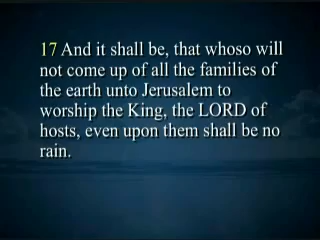 17 And it shall be, that whoso will
not come up of all the families of
the earth unto Jerusalem to
worship the King, the LORD of
hosts, even upon them shall be no
rain.